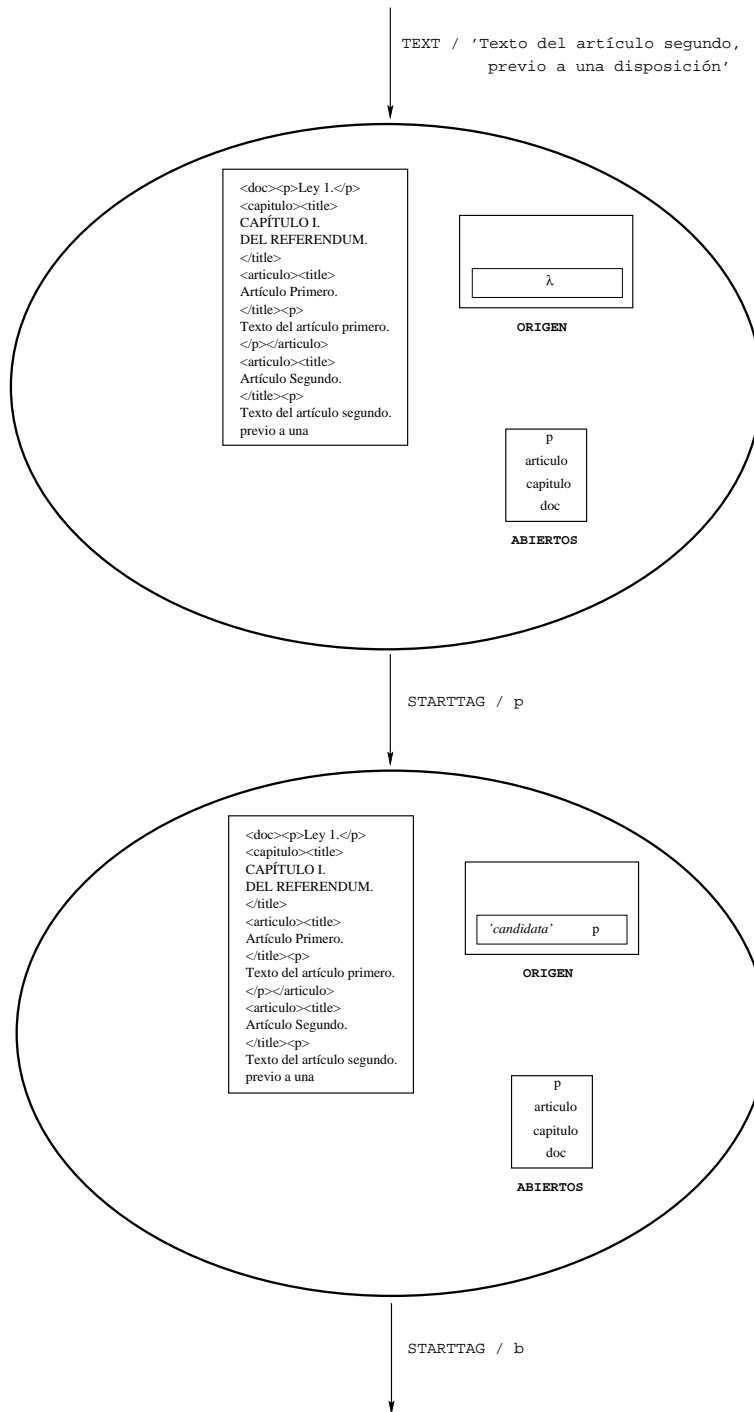 TEXT / 'Texto del artículo segundo,
previo a una disposición'
<doc><p>Ley 1.</p>
<capitulo><title>
CAPÍTULO I.
DEL REFERENDUM.
</title>
<articulo><title>
Artículo Primero.
</title><p>
Texto del artículo primero.
</p></articulo>
<articulo><title>
Artículo Segundo.
</title><p>
Texto del artículo segundo.
previo a una
λ
ORIGEN
p
articulo
capitulo
doc
ABIERTOS
STARTTAG / p
<doc><p>Ley 1.</p>
<capitulo><title>
CAPÍTULO I.
DEL REFERENDUM.
</title>
<articulo><title>
Artículo Primero.
</title><p>
Texto del artículo primero.
</p></articulo>
<articulo><title>
Artículo Segundo.
</title><p>
Texto del artículo segundo.
previo a una
'candidata' p
ORIGEN
p
articulo
capitulo
doc
ABIERTOS
STARTTAG / b